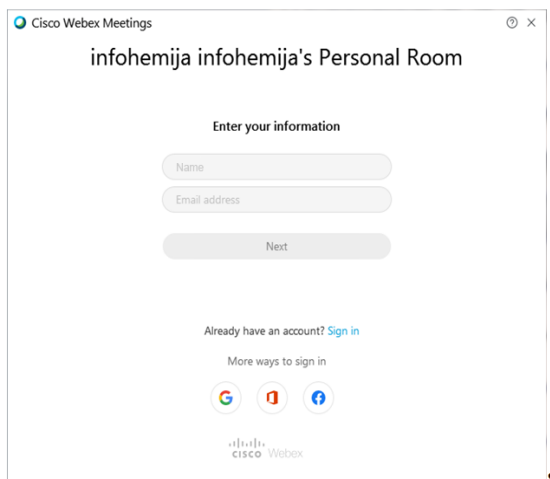 Cisco Webex Meetings
infohemija infohemija's Personal Room
Enter your information
Name
Email address
Next
Already have an account? Sign in
More ways to sign in
cisco Webex